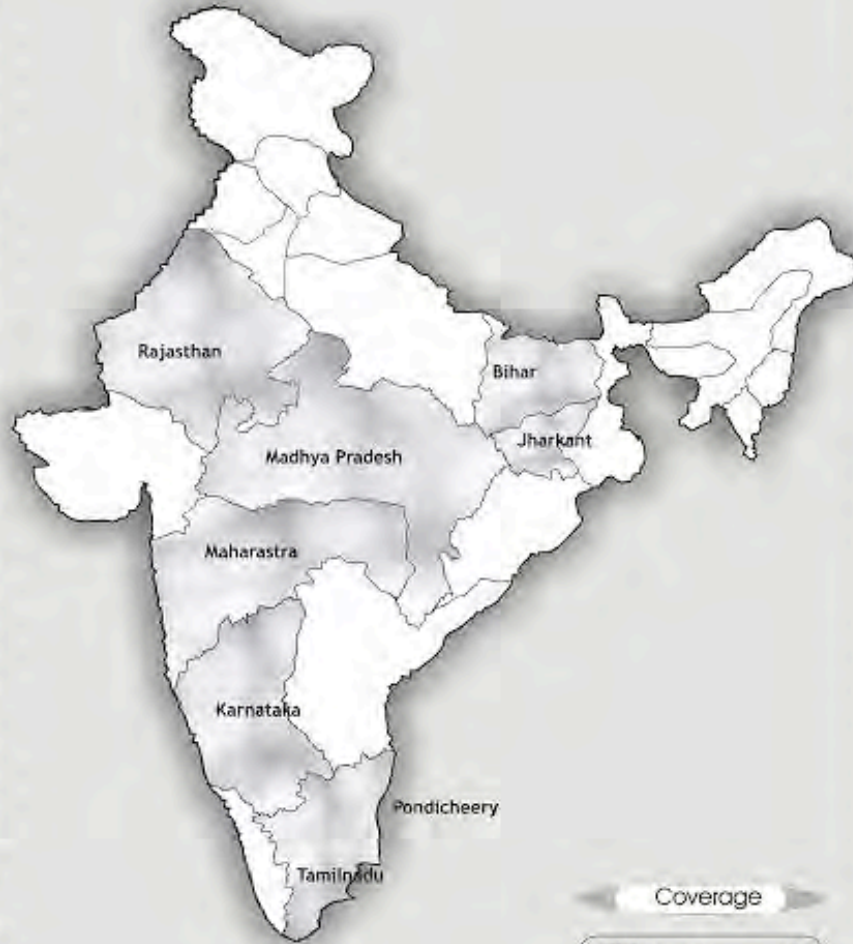 Rajasthan
Bihar
Jharkant
Madhya Pradesh
Maharastra
Karnataka
Pondicheery
Tamilnadu
Coverage